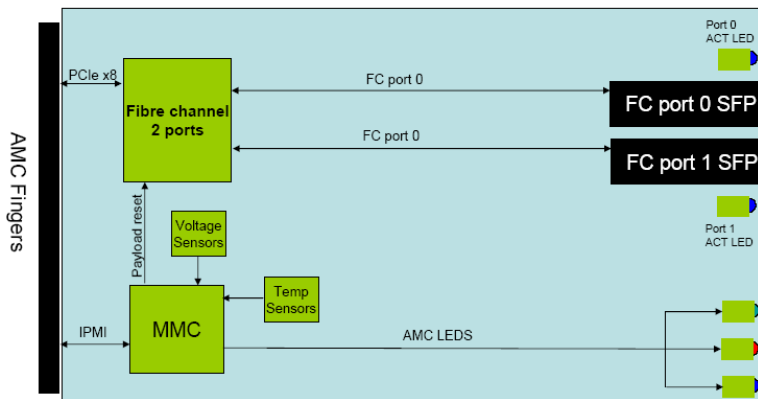 Port 0
ACT LED
PCIe x8
FC port 0
Fibre channel
2 ports
FC port 0 SFP
FC port 0
FC port 1 SFP
AMC Fingers
Payload reset
Voltage
Sensors
Port 1
ACT LED
Temp
Sensors
IPMI
MMC
AMC LEDS